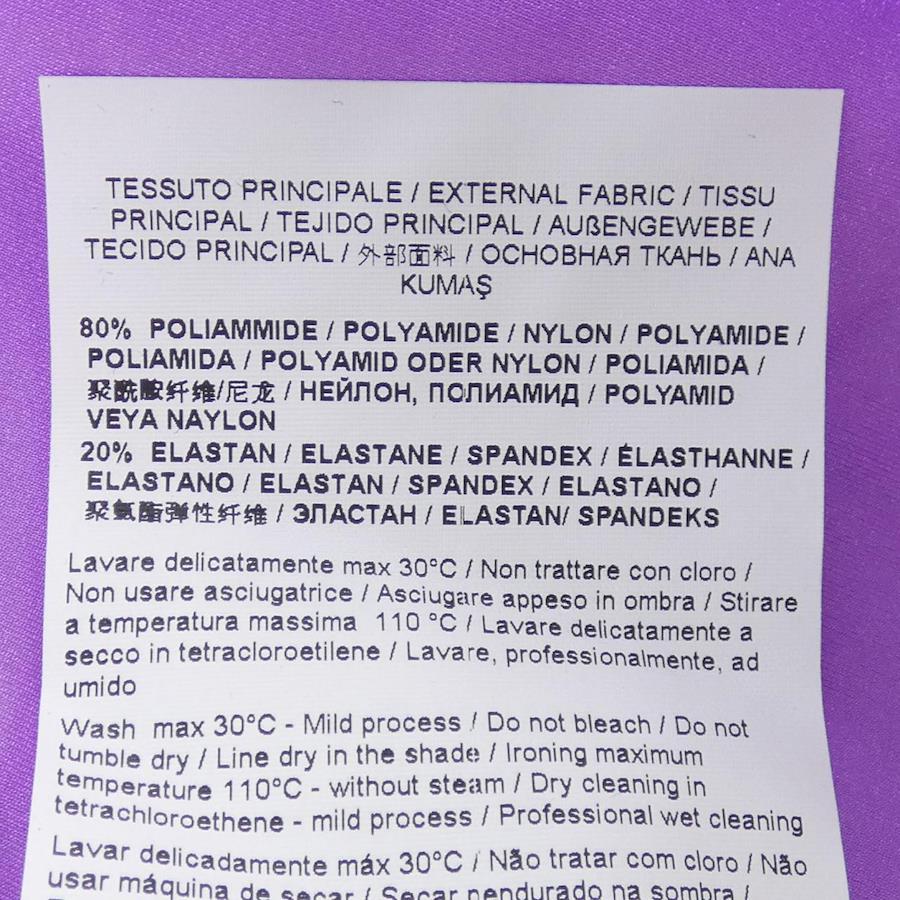 TESSUTO PRINCIPALE / EXTERNAL FABRIC / TISSU
PRINCIPAL / TEJIDO PRINCIPAL / AUßENGEWEBE /
TECIDO PRINCIPAL / 外部面料 / ОСНОВНАЯ ТКАНЬ / ANA
KUMAŞ
80% POLIAMMIDE / POLYAMIDE / NYLON / POLYAMIDE /
POLIAMIDA / POLYAMID ODER NYLON / POLIAMIDA /
聚酰胺纤维/尼龙 / НЕЙЛОН, ПОЛИАМИД / POLYAMID
VEYA NAYLON
20% ELASTAN / ELASTANE / SPANDEX / ÉLASTHANNE /
ELASTANO / ELASTAN / SPANDEX / ELASTANO /
聚氨酯弹性纤维 / ЭЛАСТАН / ELASTAN/ SPANDEKS
Lavare delicatamente max 30°C / Non trattare con cloro /
Non usare asciugatrice / Asciugare appeso in ombra / Stirare
a temperatura massima 110 °C / Lavare delicatamente a
secco in tetracloroetilene / Lavare, professionalmente, ad
umido
Wash max 30°C - Mild process / Do not bleach / Do not
tumble dry / Line dry in the shade / Ironing maximum
temperature 110°C - without steam / Dry cleaning in
tetrachloroethene - mild process / Professional wet cleaning
Lavar delicadamente máx 30°C / Não tratar com cloro / Não
usar máquina de secar / Secar pendurado na sombra /